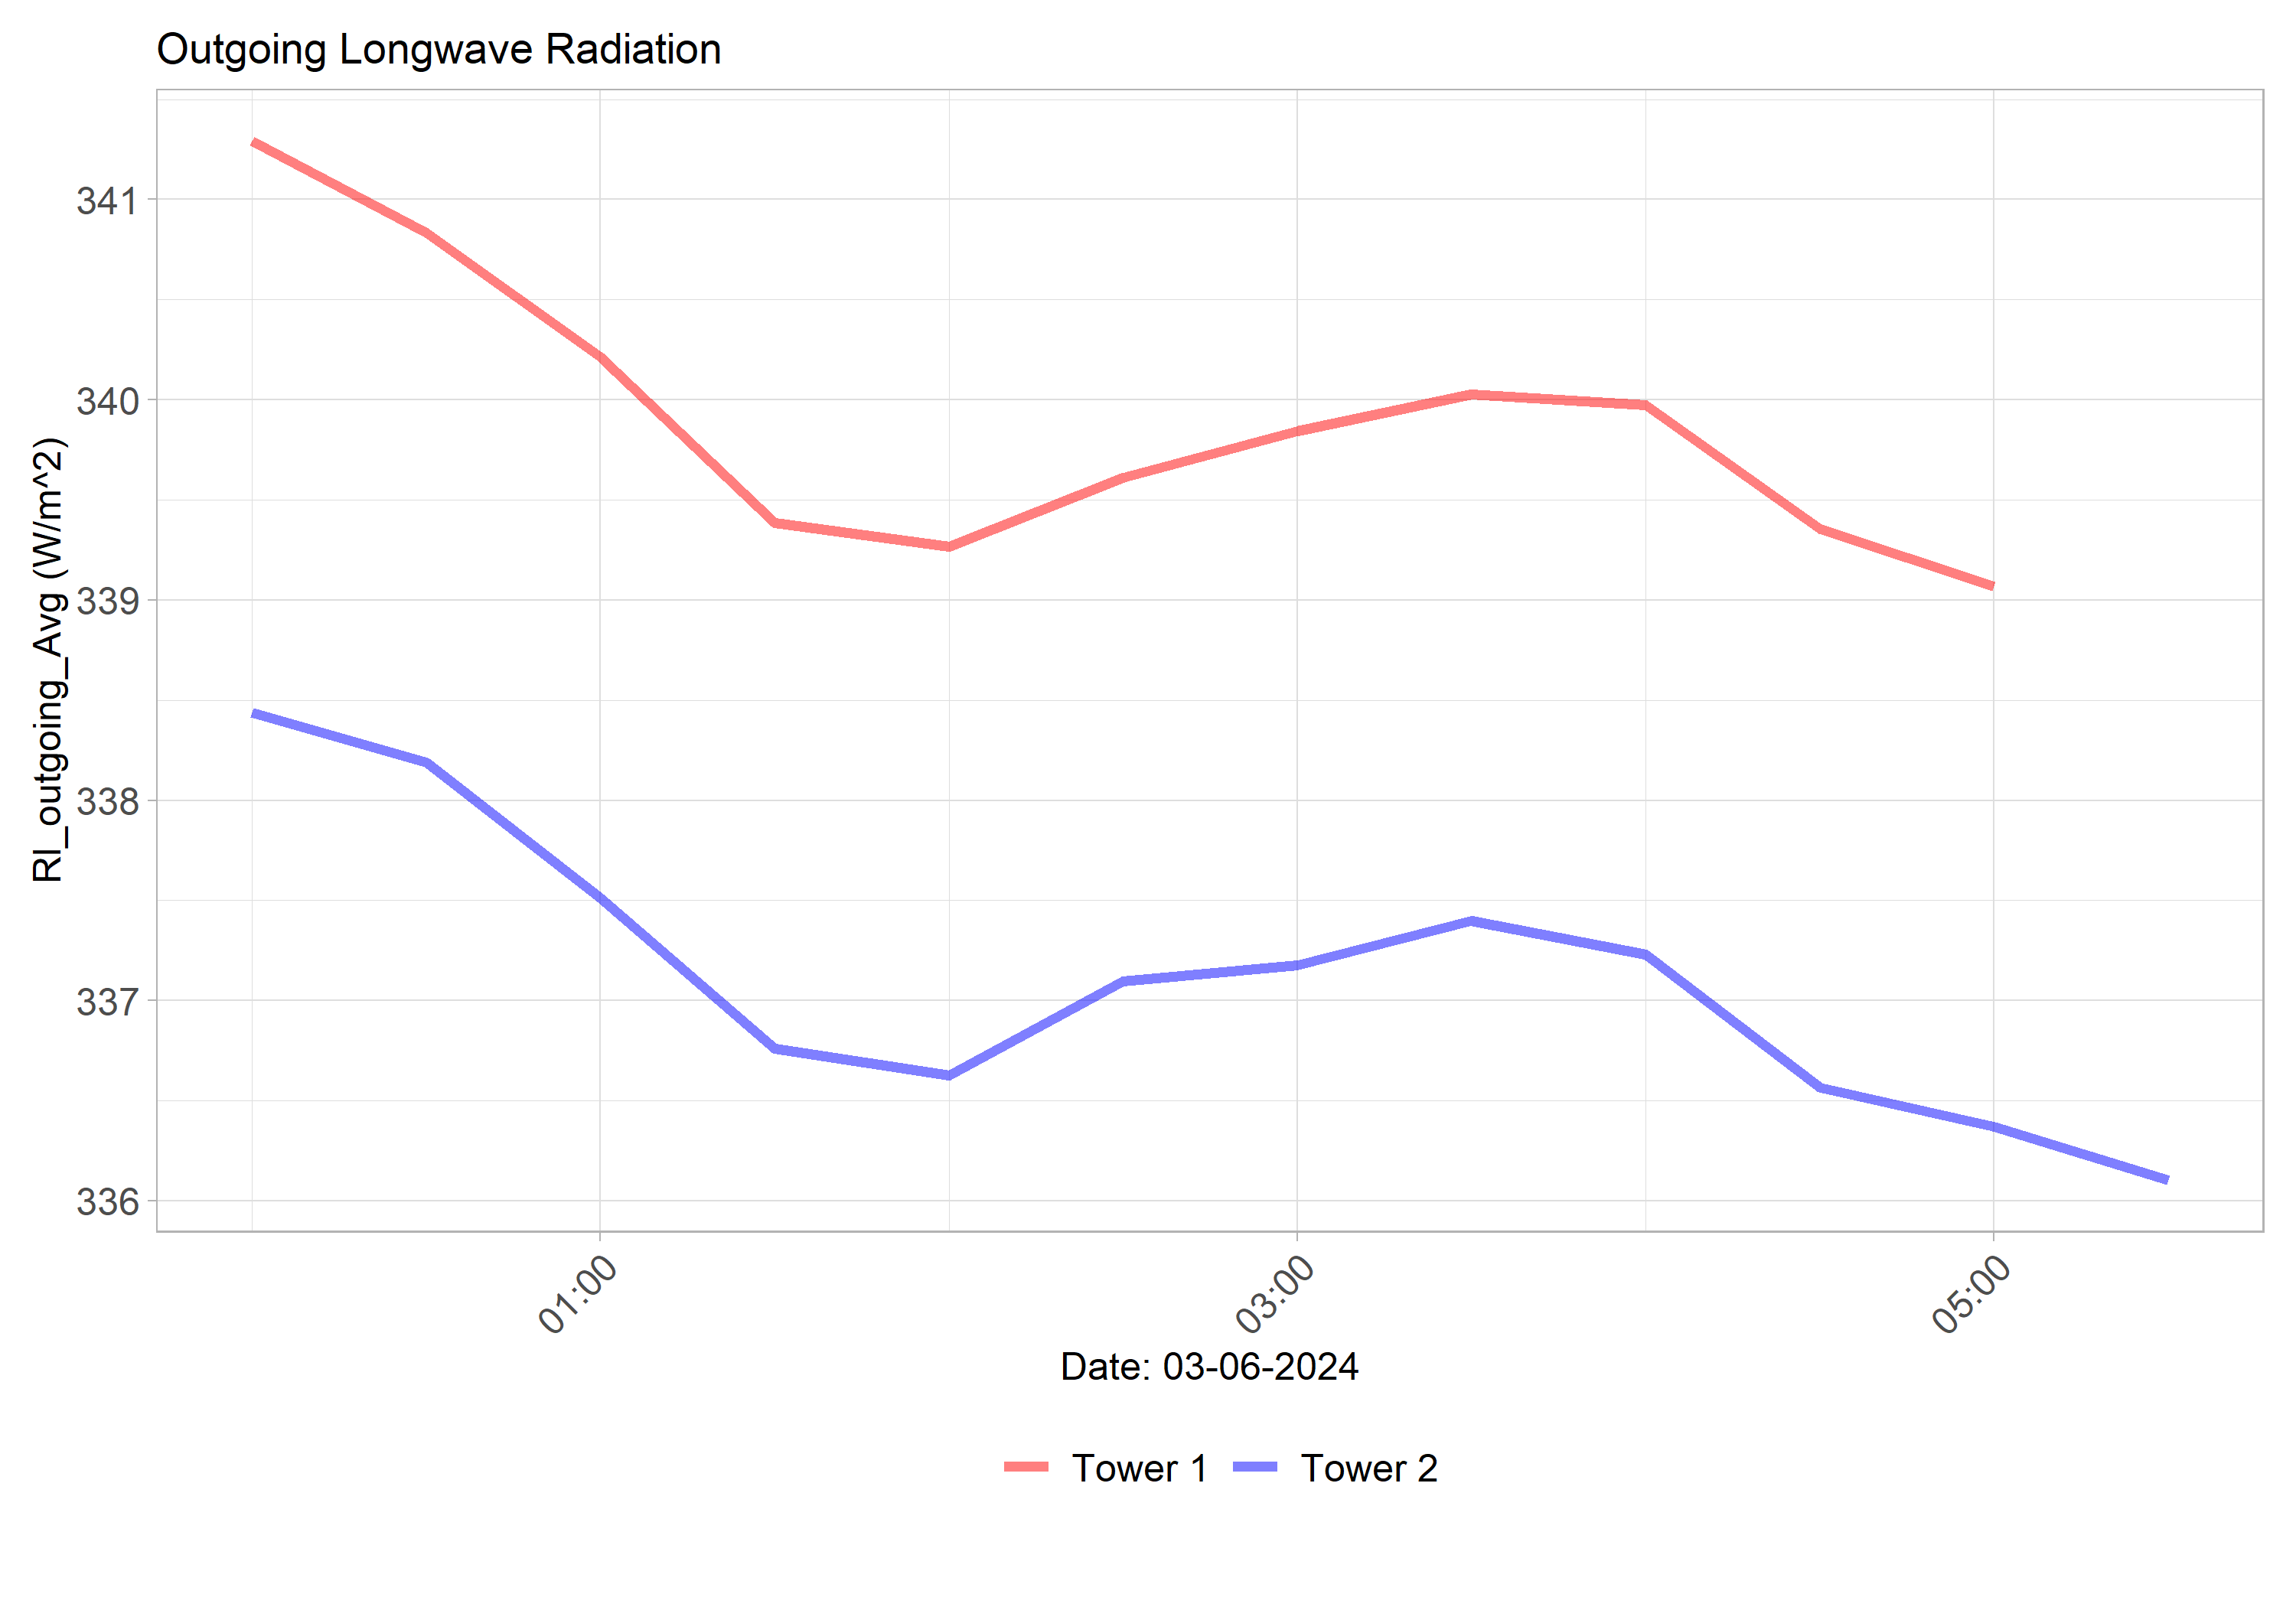 Outgoing Longwave Radiation
Rl_outgoing_Avg (W/m^2)
341
340
339
338
337
336
01:00
03:00
05:00
Date: 03-06-2024
Tower 1
Tower 2